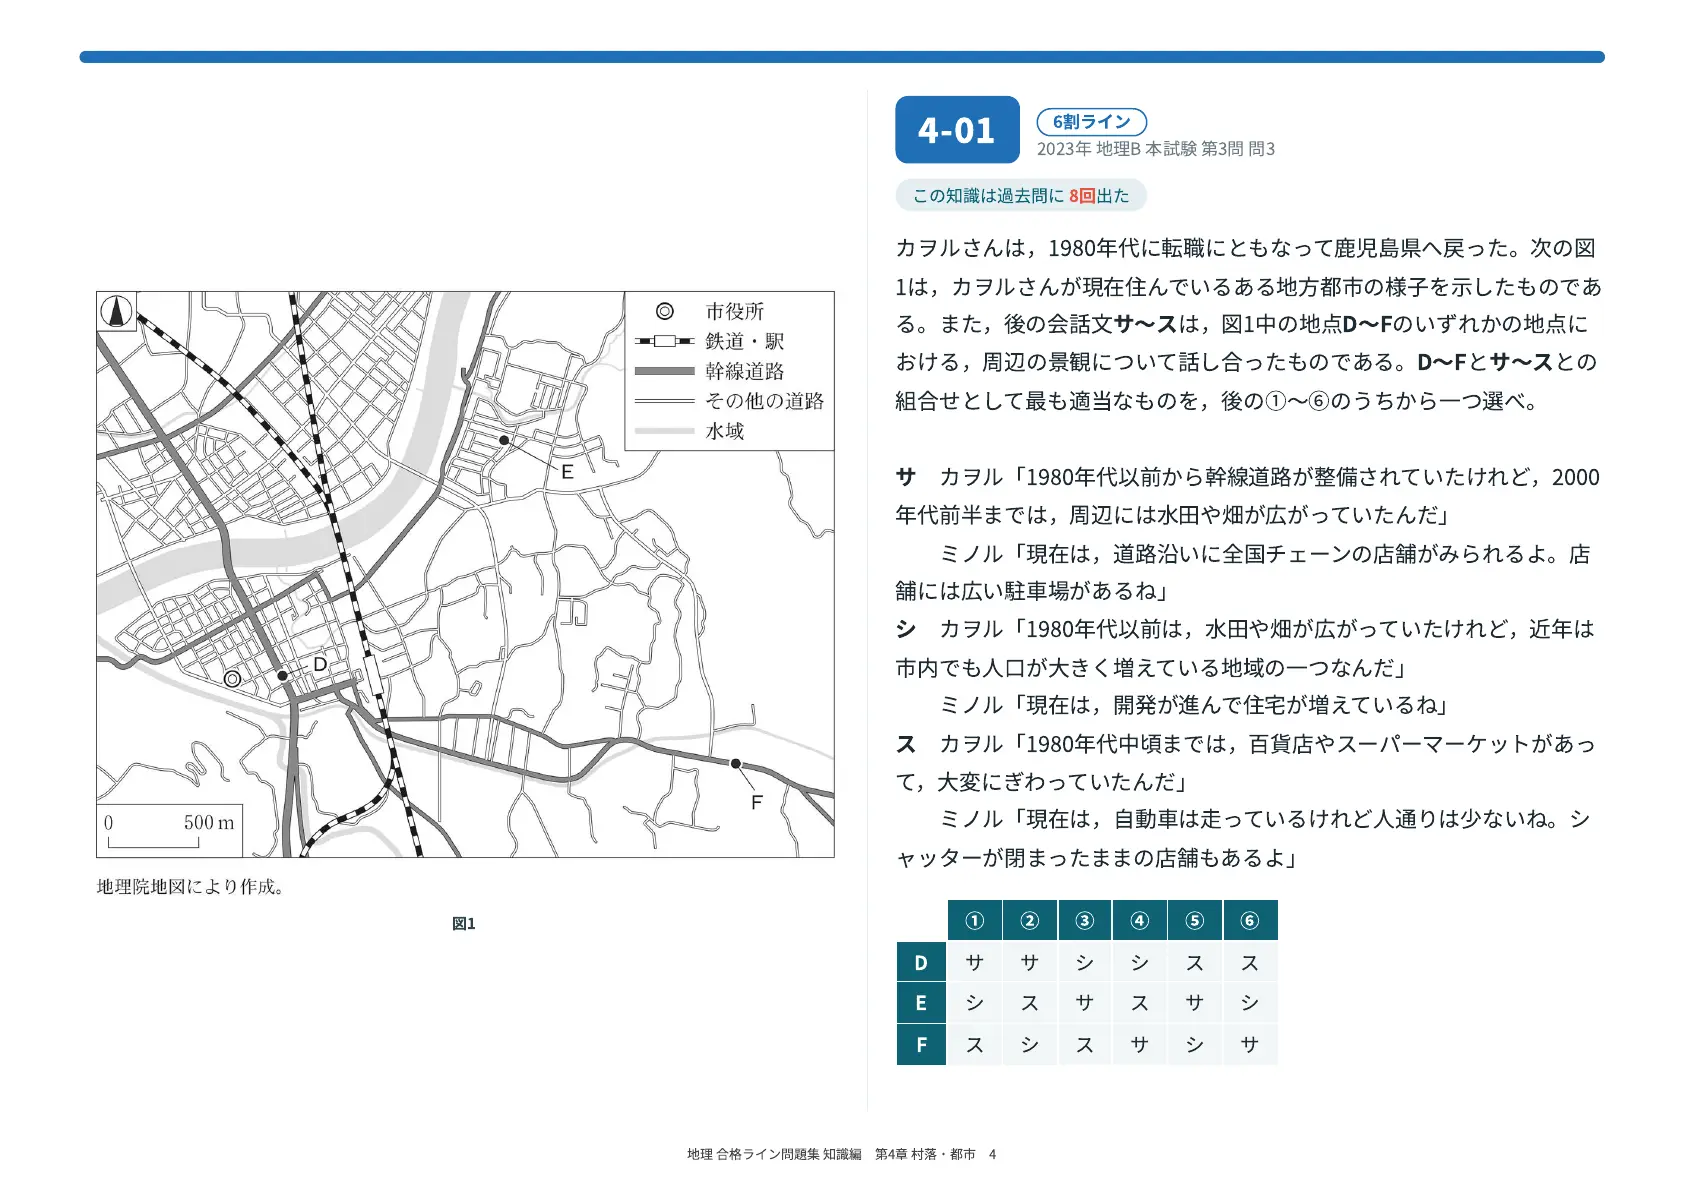 市役所
鉄道・駅
幹線道路
その他の道路
水域
E
D
F
0 500 m
地理院地図により作成。
図1
4-01
6割ライン
2023年 地理B 本試験 第3問 問3
この知識は過去問に 8回出た
カヲルさんは，1980年代に転職にともなって鹿児島県へ戻った。次の図
1は，カヲルさんが現在住んでいるある地方都市の様子を示したものであ
る。また，後の会話文サ〜スは，図1中の地点D〜Fのいずれかの地点に
おける，周辺の景観について話し合ったものである。D〜Fとサ〜スとの
組合せとして最も適当なものを，後の①〜⑥のうちから一つ選べ。
サ　カヲル「1980年代以前から幹線道路が整備されていたけれど，2000
年代前半までは，周辺には水田や畑が広がっていたんだ」
ミノル「現在は，道路沿いに全国チェーンの店舗がみられるよ。店
舗には広い駐車場があるね」
シ　カヲル「1980年代以前は，水田や畑が広がっていたけれど，近年は
市内でも人口が大きく増えている地域の一つなんだ」
ミノル「現在は，開発が進んで住宅が増えているね」
ス　カヲル「1980年代中頃までは，百貨店やスーパーマーケットがあっ
て，大変にぎわっていたんだ」
ミノル「現在は，自動車は走っているけれど人通りは少ないね。シ
ャッターが閉まったままの店舗もあるよ」
① ② ③ ④ ⑤ ⑥
D サ サ シ シ ス ス
E シ ス サ ス サ シ
F ス シ ス サ シ サ
地理 合格ライン問題集 知識編　第4章 村落・都市　4